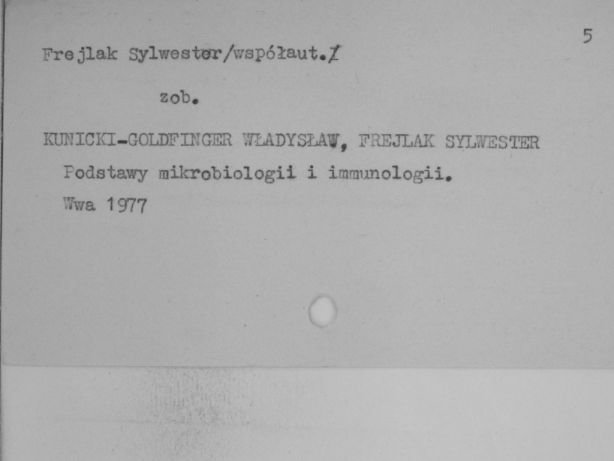 5
Frejlak Sylwester/współaut./
zob.
KUNICKI-GOLDFINGER WŁADYSŁAW, FREJLAK SYLWESTER
Podstawy mikrobiologii i immunologii.
Wwa 1977